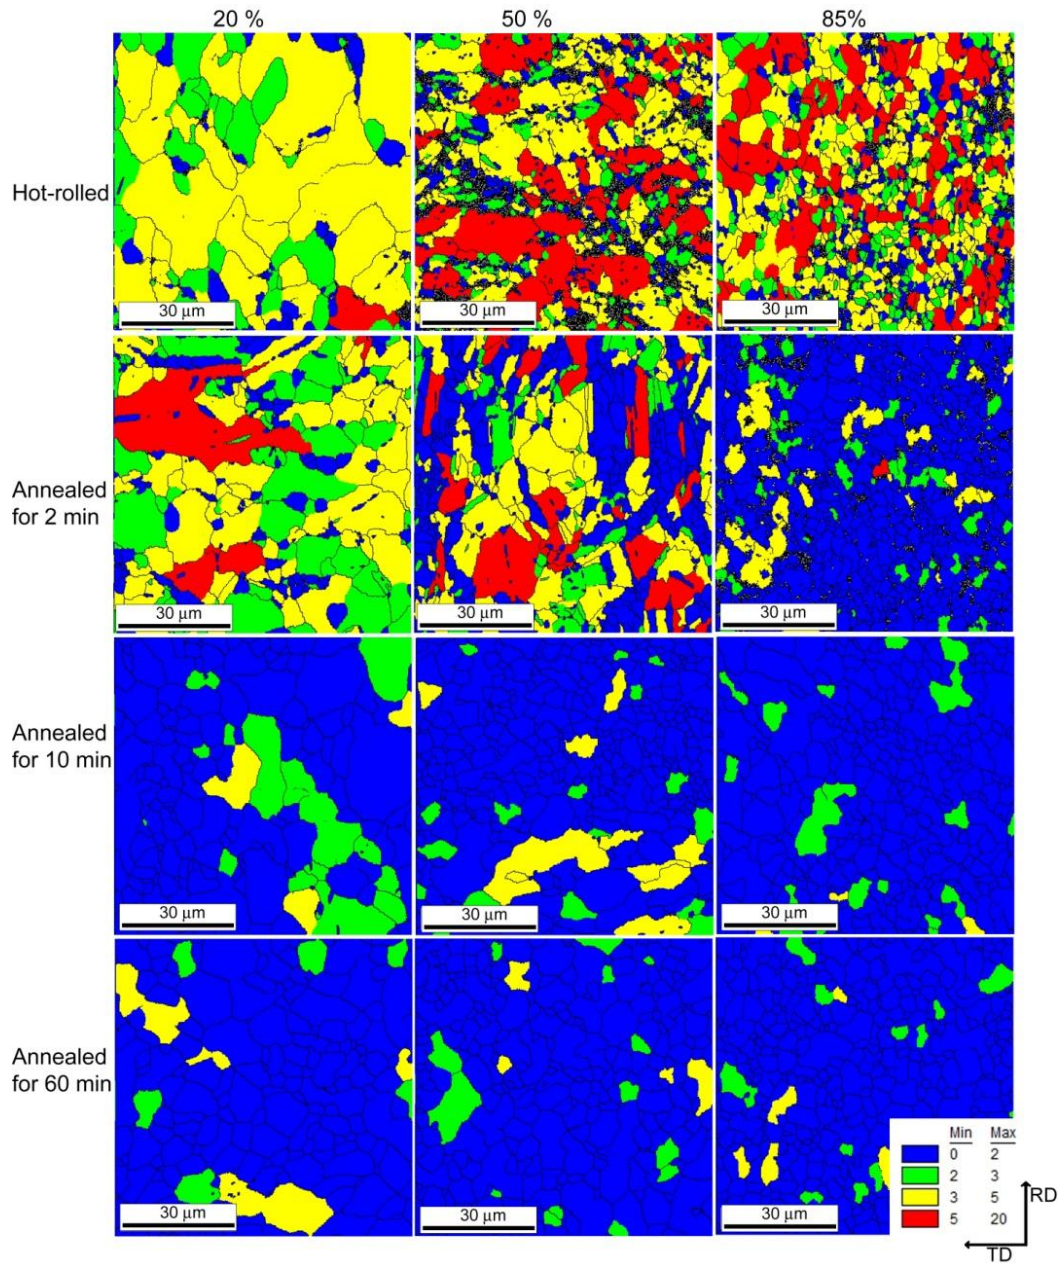 20 % 50 % 85%
Hot-rolled
30 μm 30 μm 30 μm
Annealed
for 2 min
30 μm 30 μm 30 μm
Annealed
for 10 min
30 μm 30 μm 30 μm
Annealed
for 60 min
30 μm 30 μm 30 μm
Min Max
0 2
2 3
3 5
5 20
RD
TD